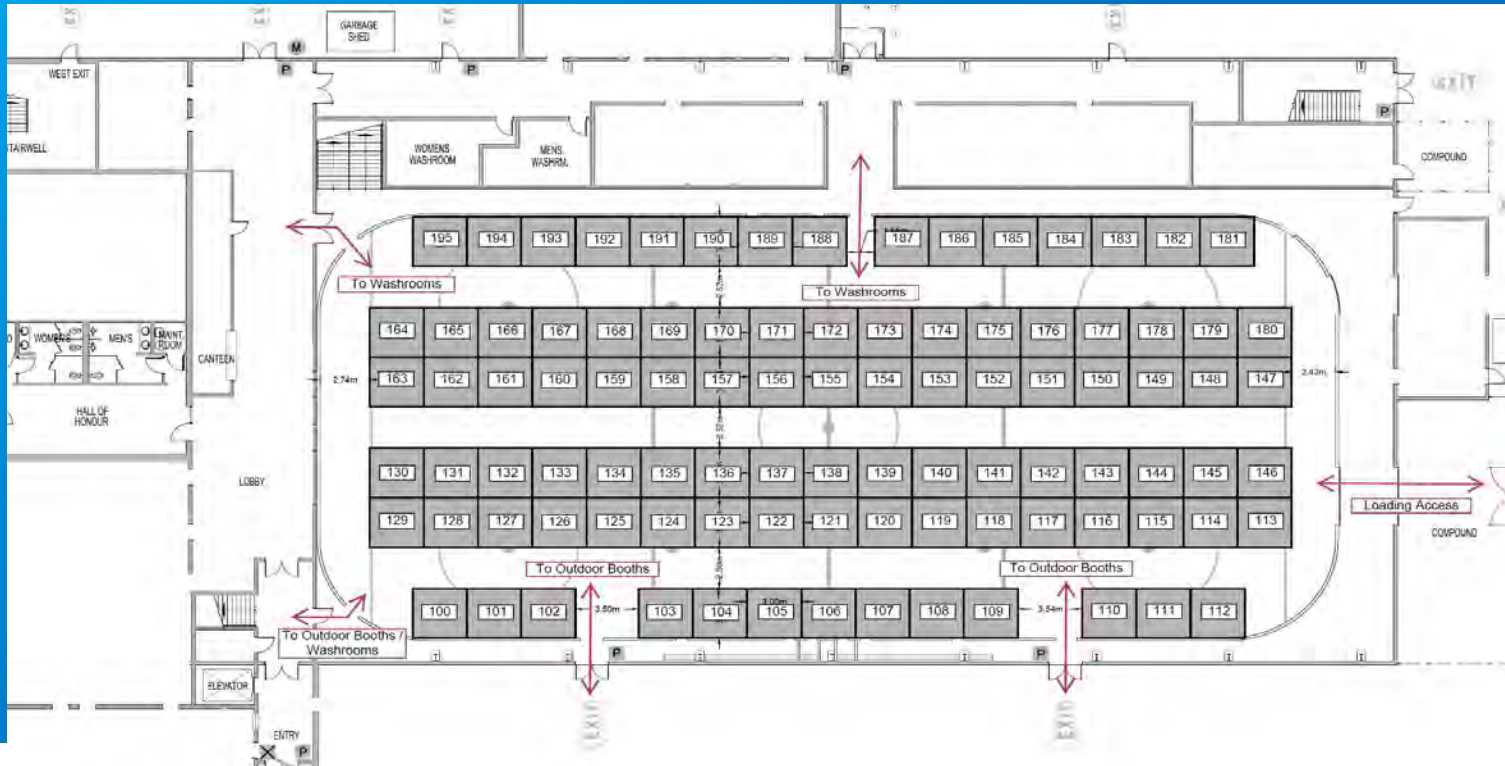 GARBAGE
SHED
M
P
P
P
WEST EXIT
EXIT
P
STAIRWELL
WOMENS
WASHROOM
MENS
WASHRM.
COMPOUND
195 194 193 192 191 190 189 188 187 186 185 184 183 182 181
To Washrooms
To Washrooms
164 165 166 167 168 169 170 171 172 173 174 175 176 177 178 179 180
WOMEN'S
MEN'S
MAINT.
ROOM
CANTEEN
2.74m
163 162 161 160 159 158 157 156 155 154 153 152 151 150 149 148 147
2.43m
HALL OF
HONOUR
130 131 132 133 134 135 136 137 138 139 140 141 142 143 144 145 146
LOBBY
Loading Access
129 128 127 126 125 124 123 122 121 120 119 118 117 116 115 114 113
COMPOUND
To Outdoor Booths
To Outdoor Booths
100 101 102 3.60m 103 104 105 106 107 108 109 3.54m 110 111 112
3.00m
To Outdoor Booths /
Washrooms
P
P
ELEVATOR
EXIT
EXIT
ENTRY
P